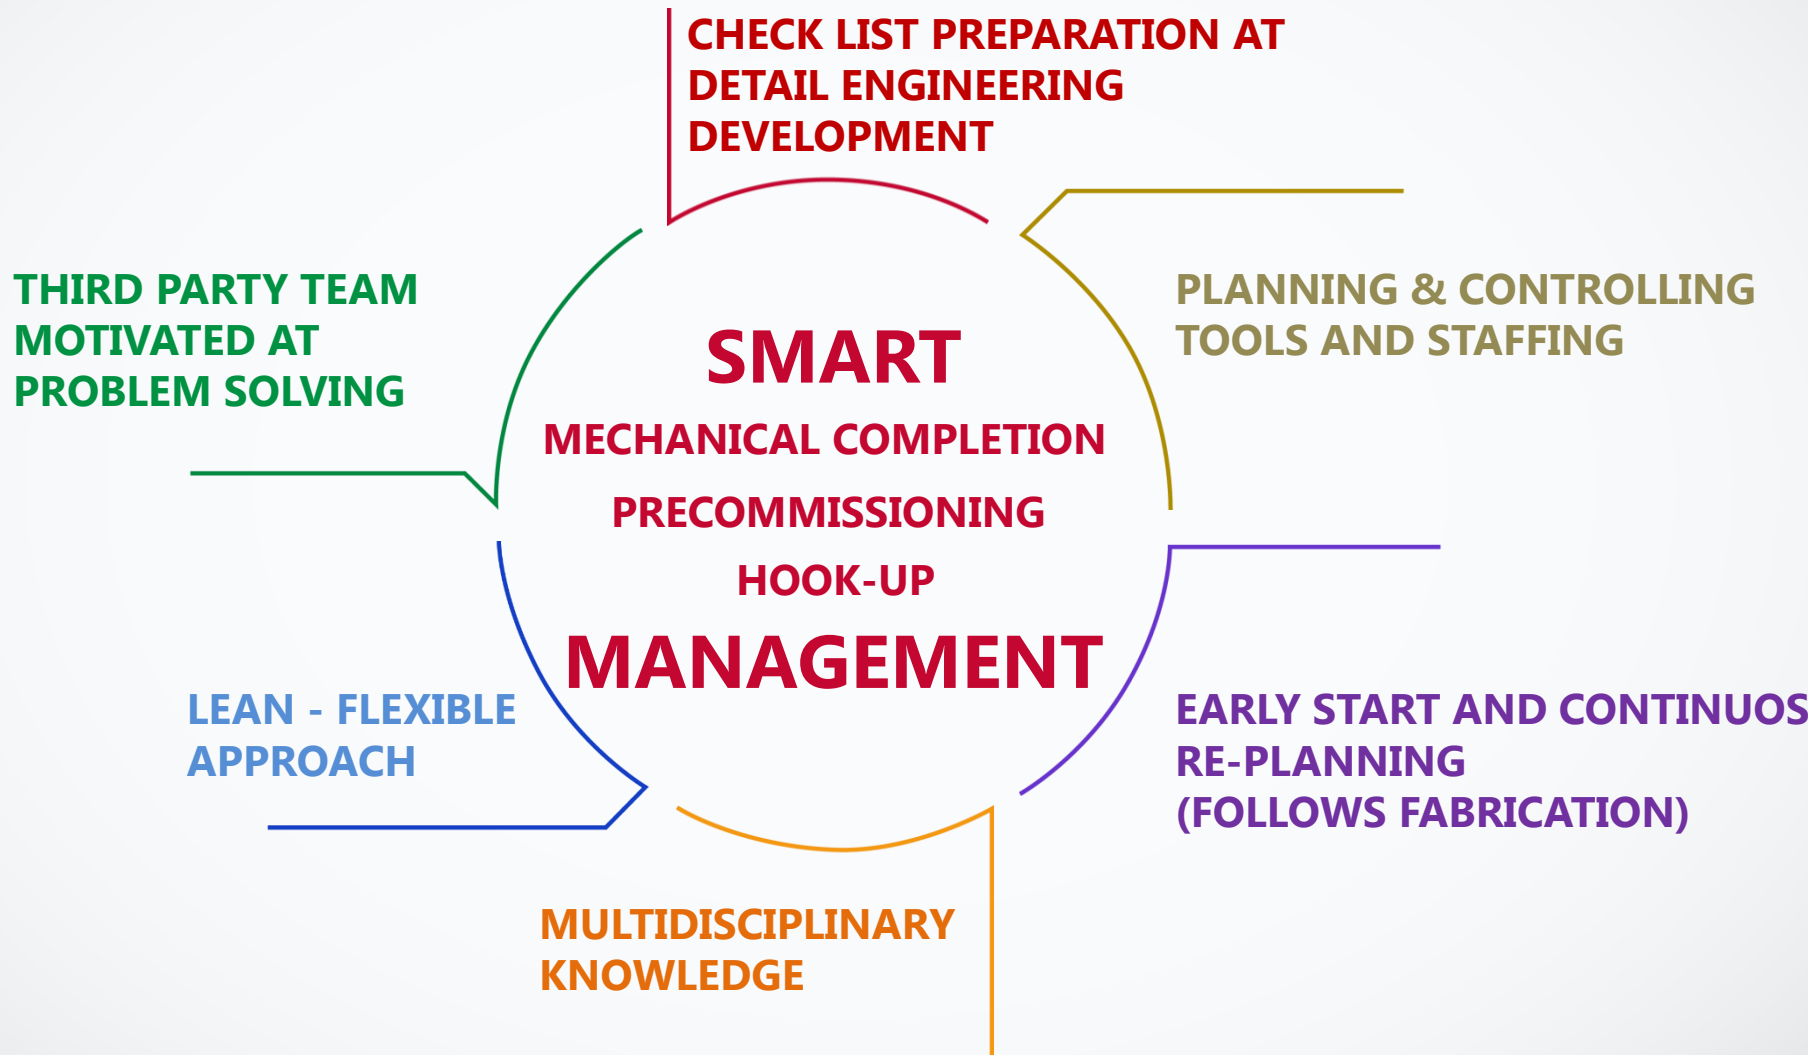 CHECK LIST PREPARATION AT
DETAIL ENGINEERING
DEVELOPMENT
THIRD PARTY TEAM
MOTIVATED AT
PROBLEM SOLVING
PLANNING & CONTROLLING
TOOLS AND STAFFING
SMART
MECHANICAL COMPLETION
PRECOMMISSIONING
HOOK-UP
MANAGEMENT
LEAN - FLEXIBLE
APPROACH
EARLY START AND CONTINUOS
RE-PLANNING
(FOLLOWS FABRICATION)
MULTIDISCIPLINARY
KNOWLEDGE